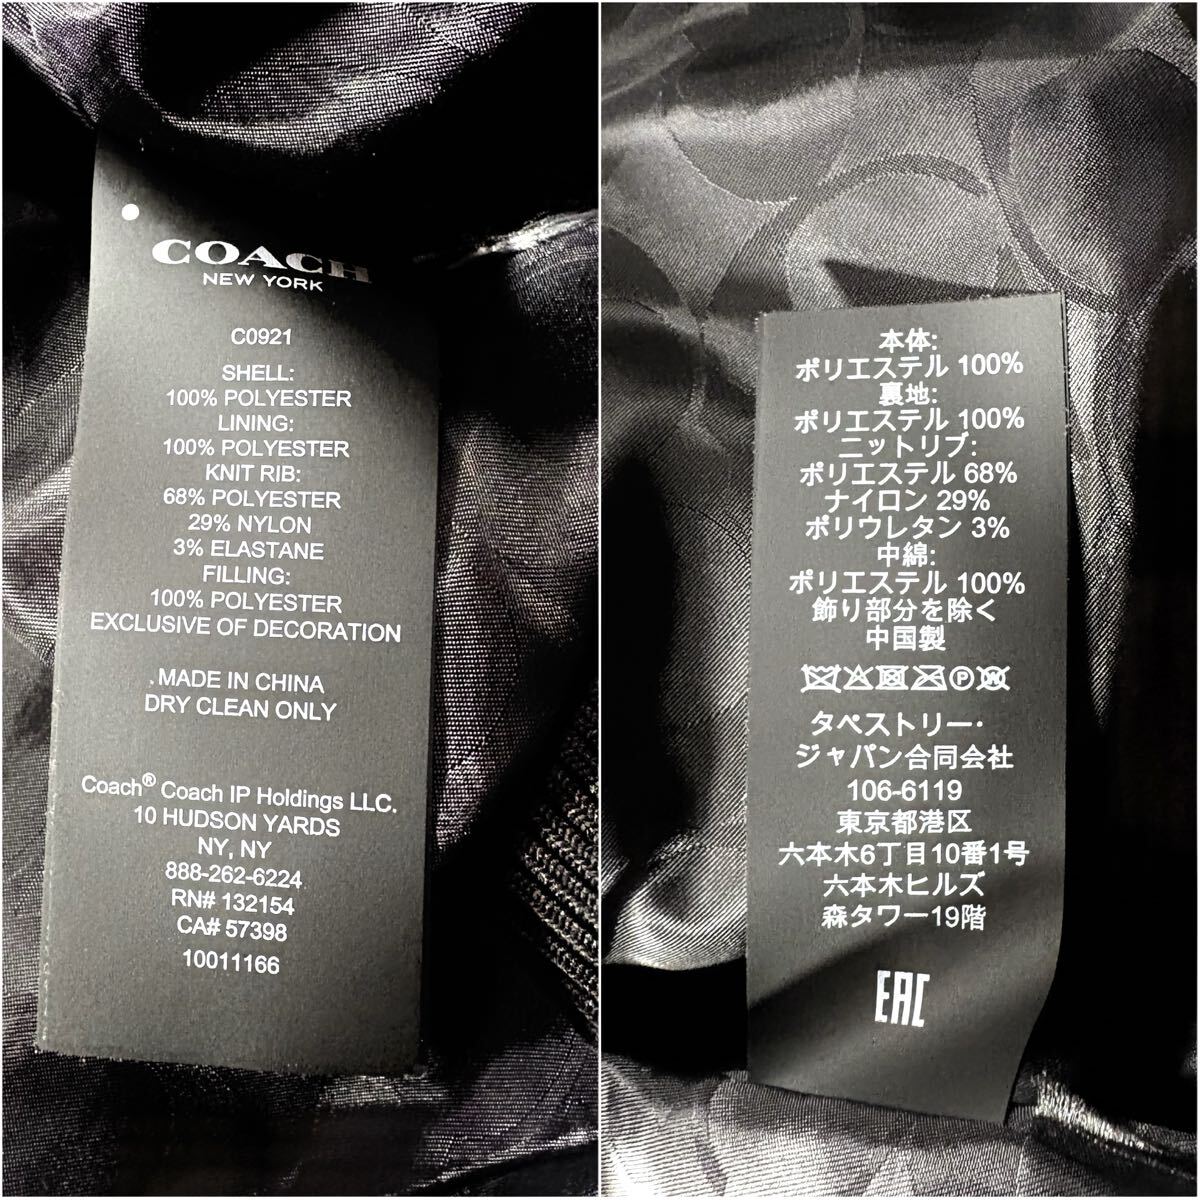 COACH
NEW YORK
C0921
SHELL:
100% POLYESTER
LINING:
100% POLYESTER
KNIT RIB:
68% POLYESTER
29% NYLON
3% ELASTANE
FILLING:
100% POLYESTER
EXCLUSIVE OF DECORATION
MADE IN CHINA
DRY CLEAN ONLY
Coach® Coach IP Holdings LLC.
10 HUDSON YARDS
NY, NY
888-262-6224
RN# 132154
CA# 57398
10011166
本体:
ポリエステル 100%
裏地:
ポリエステル 100%
ニットリブ:
ポリエステル 68%
ナイロン 29%
ポリウレタン 3%
中綿:
ポリエステル 100%
飾り部分を除く
中国製
P W
タペストリー・
ジャパン合同会社
106-6119
東京都港区
六本木6丁目10番1号
六本木ヒルズ
森タワー19階
EAC